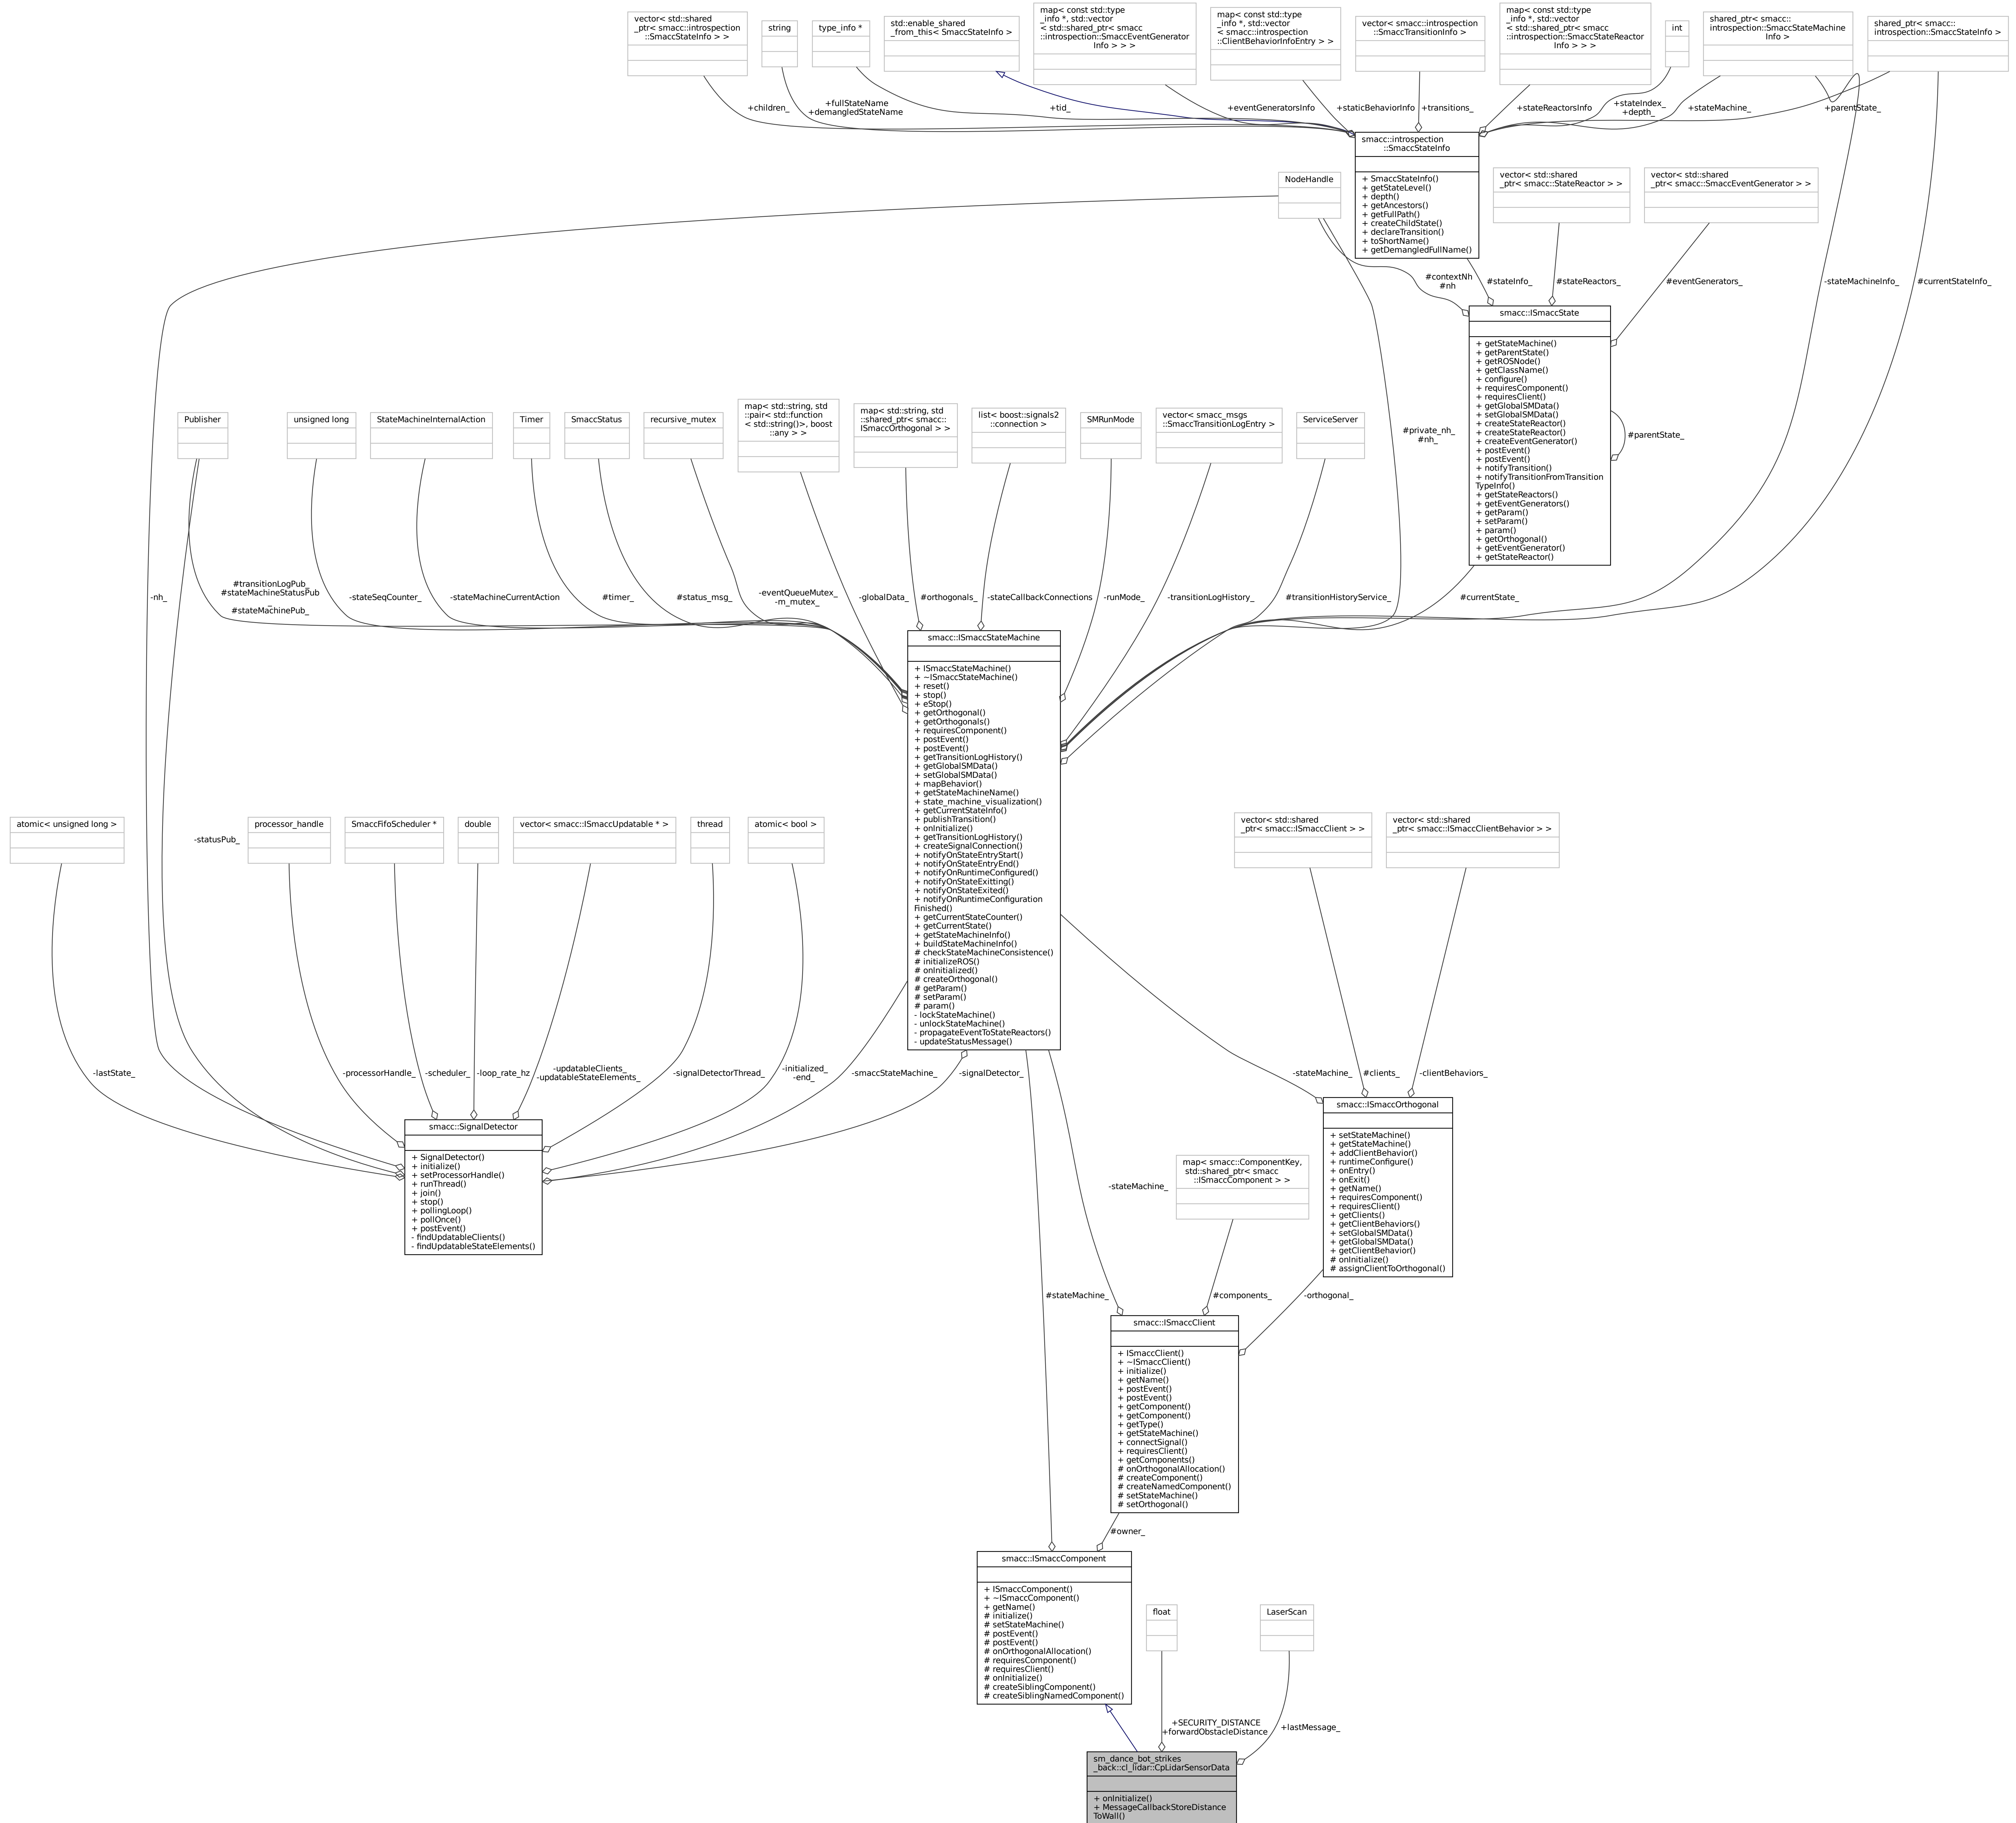 vector< std::shared
_ptr< smacc::introspection
::SmaccStateInfo > >
string
type_info *
std::enable_shared
_from_this< SmaccStateInfo >
map< const std::type
_info *, std::vector
< std::shared_ptr< smacc
::introspection::SmaccEventGenerator
Info > > >
map< const std::type
_info *, std::vector
< smacc::introspection
::ClientBehaviorInfoEntry > >
vector< smacc::introspection
::SmaccTransitionInfo >
map< const std::type
_info *, std::vector
< std::shared_ptr< smacc
::introspection::SmaccStateReactor
Info > > >
int
shared_ptr< smacc::
introspection::SmaccStateMachine
Info >
shared_ptr< smacc::
introspection::SmaccStateInfo >
+children_
+fullStateName
+demangledStateName
+tid_
+eventGeneratorsInfo
+staticBehaviorInfo
+transitions_
+stateReactorsInfo
+stateIndex_
+depth_
+stateMachine_
+parentState_
smacc::introspection
::SmaccStateInfo
+ SmaccStateInfo()
+ getStateLevel()
+ depth()
+ getAncestors()
+ getFullPath()
+ createChildState()
+ declareTransition()
+ toShortName()
+ getDemangledFullName()
NodeHandle
vector< std::shared
_ptr< smacc::StateReactor > >
vector< std::shared
_ptr< smacc::SmaccEventGenerator > >
#contextNh
#nh
#stateInfo_
#stateReactors_
#eventGenerators_
-stateMachineInfo_
#currentStateInfo_
smacc::ISmaccState
+ getStateMachine()
+ getParentState()
+ getROSNode()
+ getClassName()
+ configure()
+ requiresComponent()
+ requiresClient()
+ getGlobalSMData()
+ setGlobalSMData()
+ createStateReactor()
+ createStateReactor()
+ createEventGenerator()
+ postEvent()
+ postEvent()
+ notifyTransition()
+ notifyTransitionFromTransition
TypeInfo()
+ getStateReactors()
+ getEventGenerators()
+ getParam()
+ setParam()
+ param()
+ getOrthogonal()
+ getEventGenerator()
+ getStateReactor()
#parentState_
Publisher
unsigned long
StateMachineInternalAction
Timer
SmaccStatus
recursive_mutex
map< std::string, std
::pair< std::function
< std::string()>, boost
::any > >
map< std::string, std
::shared_ptr< smacc::
ISmaccOrthogonal > >
list< boost::signals2
::connection >
SMRunMode
vector< smacc_msgs
::SmaccTransitionLogEntry >
ServiceServer
#private_nh_
#nh_
-nh_
#transitionLogPub_
#stateMachineStatusPub
_
#stateMachinePub_
-stateSeqCounter_
-stateMachineCurrentAction
#timer_
#status_msg_
-eventQueueMutex_
-m_mutex_
-globalData_
#orthogonals_
-stateCallbackConnections
-runMode_
-transitionLogHistory_
#transitionHistoryService_
#currentState_
smacc::ISmaccStateMachine
+ ISmaccStateMachine()
+ ~ISmaccStateMachine()
+ reset()
+ stop()
+ eStop()
+ getOrthogonal()
+ getOrthogonals()
+ requiresComponent()
+ postEvent()
+ postEvent()
+ getTransitionLogHistory()
+ getGlobalSMData()
+ setGlobalSMData()
+ mapBehavior()
+ getStateMachineName()
+ state_machine_visualization()
+ getCurrentStateInfo()
+ publishTransition()
+ onInitialize()
+ getTransitionLogHistory()
+ createSignalConnection()
+ notifyOnStateEntryStart()
+ notifyOnStateEntryEnd()
+ notifyOnRuntimeConfigured()
+ notifyOnStateExitting()
+ notifyOnStateExited()
+ notifyOnRuntimeConfiguration
Finished()
+ getCurrentStateCounter()
+ getCurrentState()
+ getStateMachineInfo()
+ buildStateMachineInfo()
# checkStateMachineConsistence()
# initializeROS()
# onInitialized()
# createOrthogonal()
# getParam()
# setParam()
# param()
- lockStateMachine()
- unlockStateMachine()
- propagateEventToStateReactors()
- updateStatusMessage()
atomic< unsigned long >
-statusPub_
processor_handle
SmaccFifoScheduler *
double
vector< smacc::ISmaccUpdatable * >
thread
atomic< bool >
vector< std::shared
_ptr< smacc::ISmaccClient > >
vector< std::shared
_ptr< smacc::ISmaccClientBehavior > >
-lastState_
-processorHandle_
-scheduler_
-loop_rate_hz
-updatableClients_
-updatableStateElements_
-signalDetectorThread_
-initialized_
-end_
-smaccStateMachine_
-signalDetector_
-stateMachine_
#clients_
-clientBehaviors_
smacc::SignalDetector
+ SignalDetector()
+ initialize()
+ setProcessorHandle()
+ runThread()
+ join()
+ stop()
+ pollingLoop()
+ pollOnce()
+ postEvent()
- findUpdatableClients()
- findUpdatableStateElements()
smacc::ISmaccOrthogonal
+ setStateMachine()
+ getStateMachine()
+ addClientBehavior()
+ runtimeConfigure()
+ onEntry()
+ onExit()
+ getName()
+ requiresComponent()
+ requiresClient()
+ getClients()
+ getClientBehaviors()
+ setGlobalSMData()
+ getGlobalSMData()
+ getClientBehavior()
# onInitialize()
# assignClientToOrthogonal()
map< smacc::ComponentKey,
std::shared_ptr< smacc
::ISmaccComponent > >
-stateMachine_
#stateMachine_
#components_
-orthogonal_
smacc::ISmaccClient
+ ISmaccClient()
+ ~ISmaccClient()
+ initialize()
+ getName()
+ postEvent()
+ postEvent()
+ getComponent()
+ getComponent()
+ getType()
+ getStateMachine()
+ connectSignal()
+ requiresClient()
+ getComponents()
# onOrthogonalAllocation()
# createComponent()
# createNamedComponent()
# setStateMachine()
# setOrthogonal()
#owner_
smacc::ISmaccComponent
+ ISmaccComponent()
+ ~ISmaccComponent()
+ getName()
# initialize()
# setStateMachine()
# postEvent()
# postEvent()
# onOrthogonalAllocation()
# requiresComponent()
# requiresClient()
# onInitialize()
# createSiblingComponent()
# createSiblingNamedComponent()
float
LaserScan
+SECURITY_DISTANCE
+forwardObstacleDistance
+lastMessage_
sm_dance_bot_strikes
_back::cl_lidar::CpLidarSensorData
+ onInitialize()
+ MessageCallbackStoreDistance
ToWall()